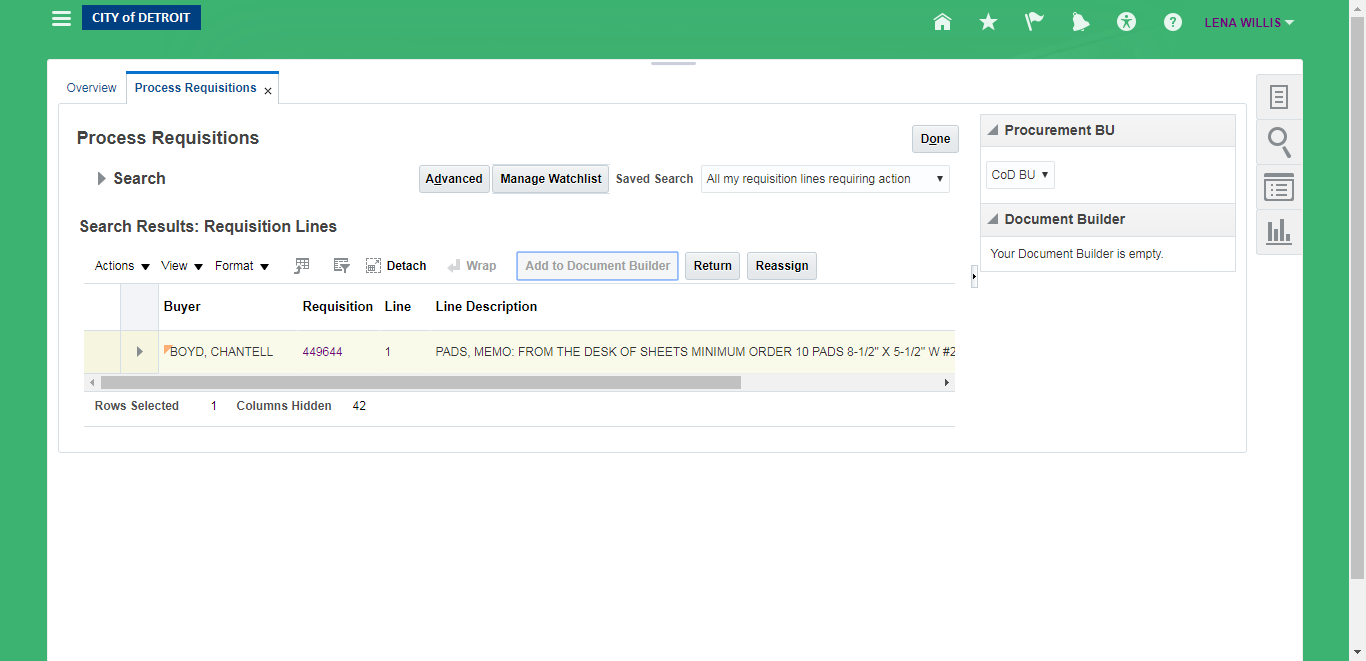 CITY of DETROIT
LENA WILLIS
Overview
Process Requisitions
Process Requisitions
Done
Search
Advanced
Manage Watchlist
Saved Search
All my requisition lines requiring action
Search Results: Requisition Lines
Actions
View
Format
Detach
Wrap
Add to Document Builder
Return
Reassign
Buyer
Requisition
Line
Line Description
BOYD, CHANTELL
449644
1
PADS, MEMO: FROM THE DESK OF SHEETS MINIMUM ORDER 10 PADS 8-1/2" X 5-1/2" W #2
Rows Selected 1
Columns Hidden 42
Procurement BU
CoD BU
Document Builder
Your Document Builder is empty.